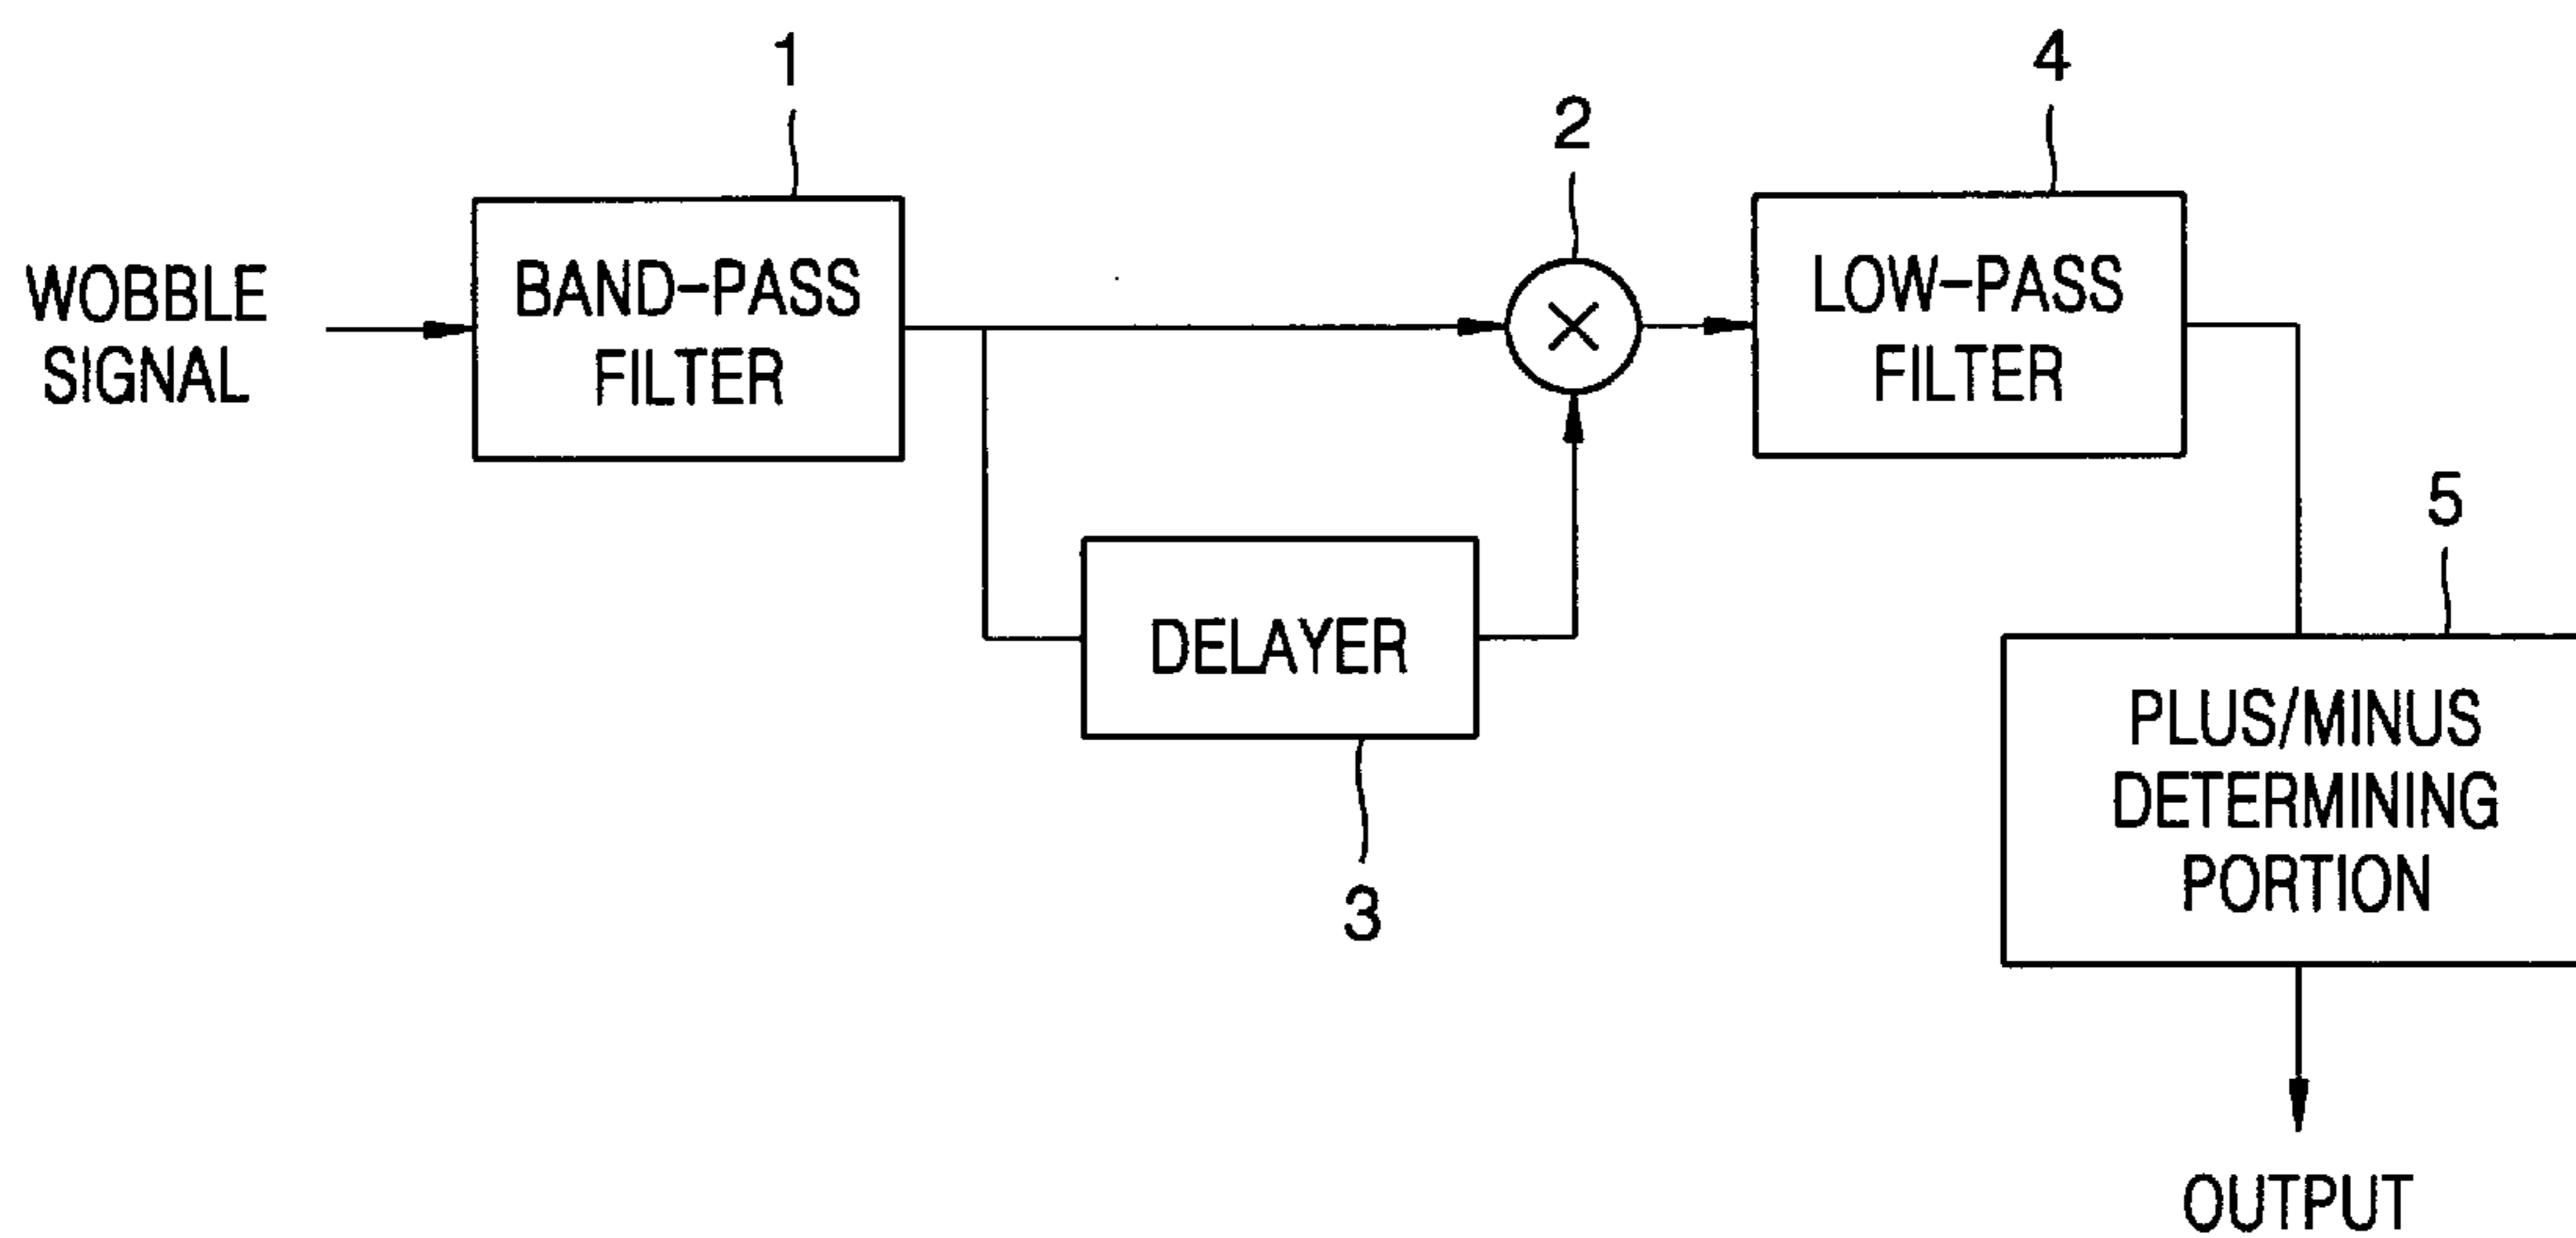 1
4
2
WOBBLE
SIGNAL
BAND-PASS
FILTER
×
LOW-PASS
FILTER
5
DELAYER
3
PLUS/MINUS
DETERMINING
PORTION
OUTPUT